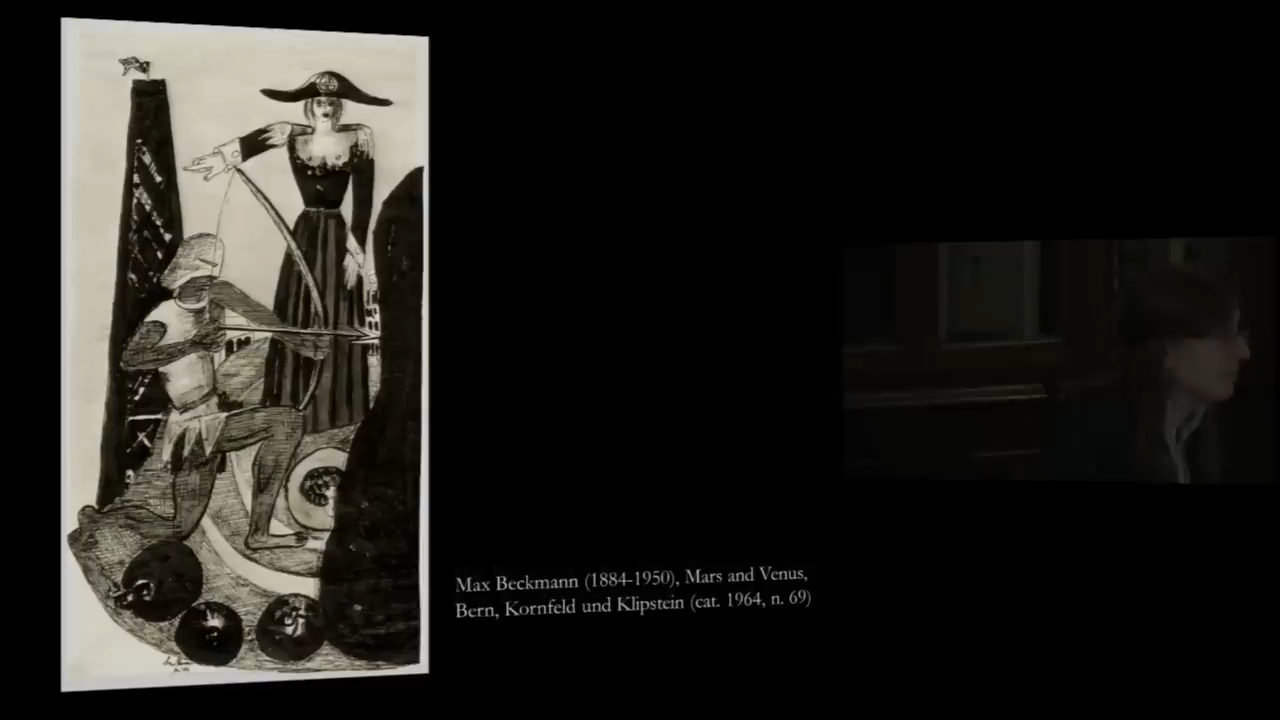 Max Beckmann (1884-1950), Mars and Venus,
Bern, Kornfeld und Klipstein (cat. 1964, n. 69)